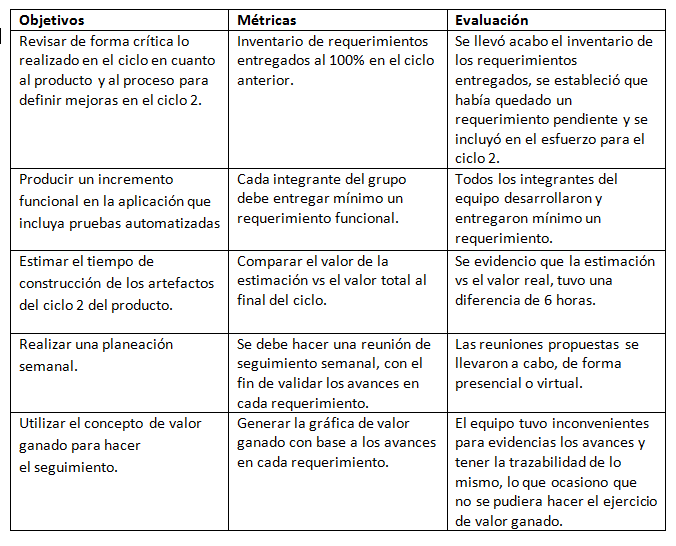 Objetivos
Métricas
Evaluación
Revisar de forma crítica lo
realizado en el ciclo en cuanto
al producto y al proceso para
definir mejoras en el ciclo 2.
Inventario de requerimientos
entregados al 100% en el ciclo
anterior.
Se llevó acabo el inventario de
los requerimientos
entregados, se estableció que
había quedado un
requerimiento pendiente y se
incluyó en el esfuerzo para el
ciclo 2.
Producir un incremento
funcional en la aplicación que
incluya pruebas automatizadas
Cada integrante del grupo
debe entregar mínimo un
requerimiento funcional.
Todos los integrantes del
equipo desarrollaron y
entregaron mínimo un
requerimiento.
Estimar el tiempo de
construcción de los artefactos
del ciclo 2 del producto.
Comparar el valor de la
estimación vs el valor total al
final del ciclo.
Se evidencio que la estimación
vs el valor real, tuvo una
diferencia de 6 horas.
Realizar una planeación
semanal.
Se debe hacer una reunión de
seguimiento semanal, con el
fin de validar los avances en
cada requerimiento.
Las reuniones propuestas se
llevaron a cabo, de forma
presencial o virtual.
Utilizar el concepto de valor
ganado para hacer
el seguimiento.
Generar la gráfica de valor
ganado con base a los avances
en cada requerimiento.
El equipo tuvo inconvenientes
para evidencias los avances y
tener la trazabilidad de lo
mismo, lo que ocasiono que
no se pudiera hacer el ejercicio
de valor ganado.